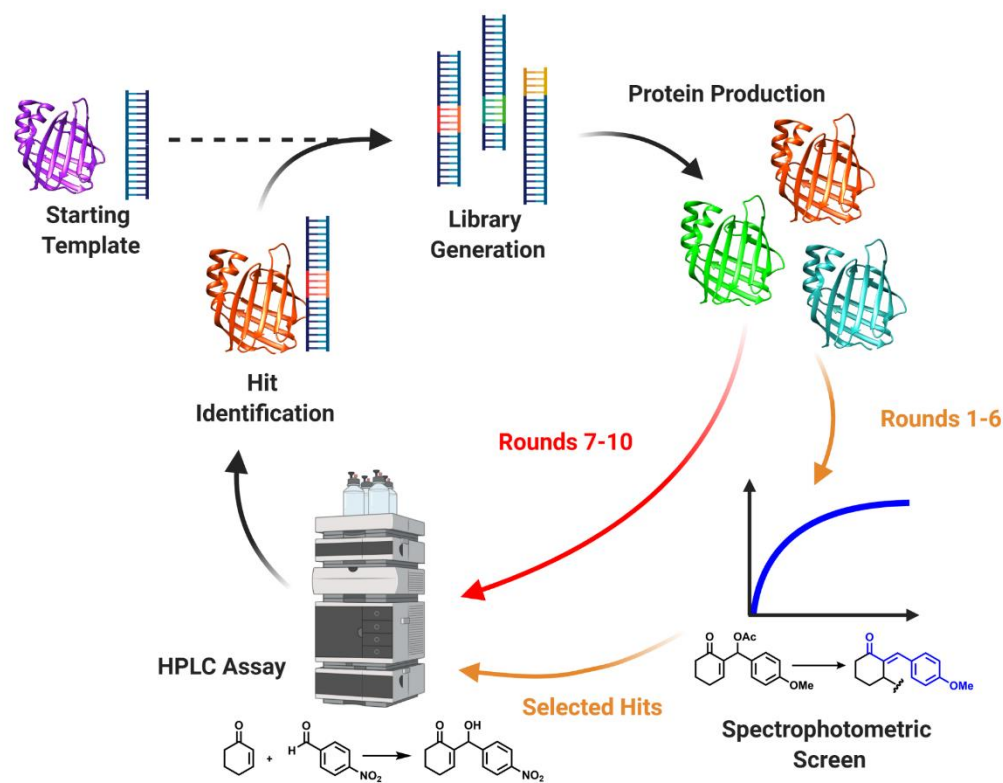 Protein Production
Starting
Template
Library
Generation
Hit
Identification
Rounds 7-10
Rounds 1-6
HPLC Assay
Selected Hits
O
OAc
OMe
O
OMe
Spectrophotometric
Screen
O
+
O
H
NO2
O
OH
NO2